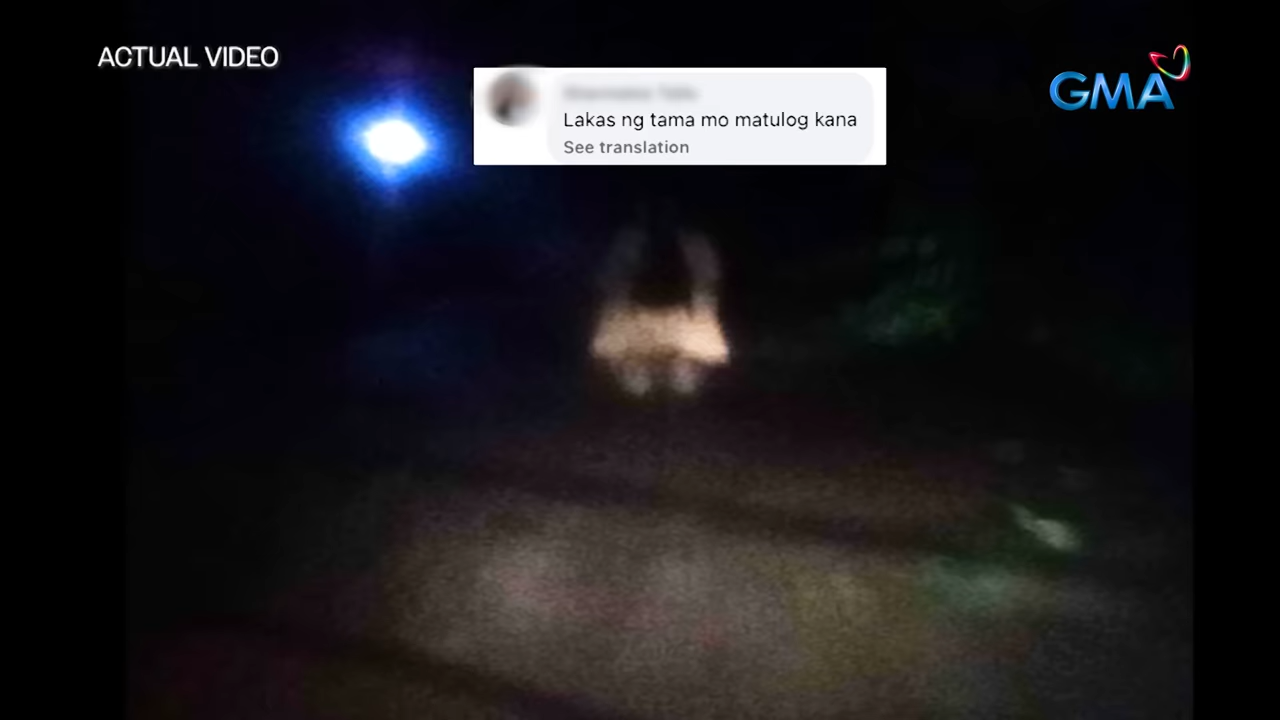 ACTUAL VIDEO
GMA
Lakas ng tama mo matulog kana
See translation